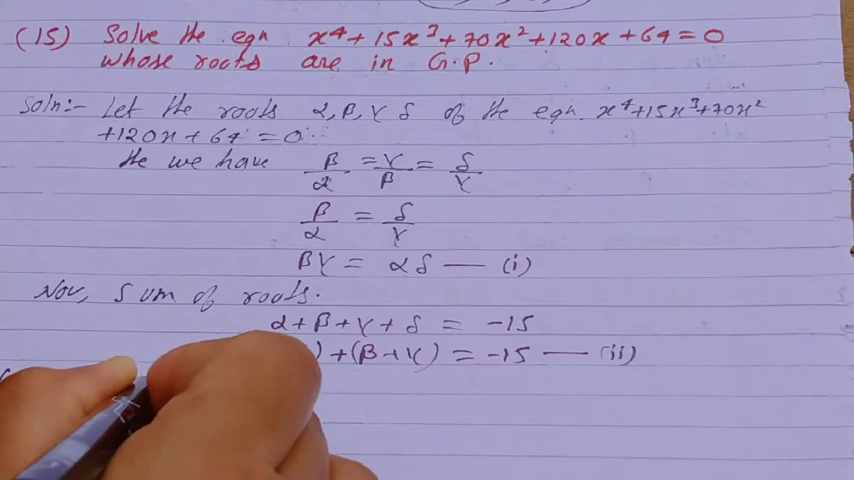 (15) Solve the eqn x⁴+15x³+70x²+120x+64=0
whose roots are in G.P.
Soln:- Let the roots α, β, γ δ of the eqn. x⁴+15x³+70x²
+120x+64 = 0.
He we have β/α = γ/β = δ/γ
β/α = δ/γ
βγ = αδ — (i)
Now, Sum of roots.
α+β+γ+δ = -15
)+(β+γ) = -15 — (ii)